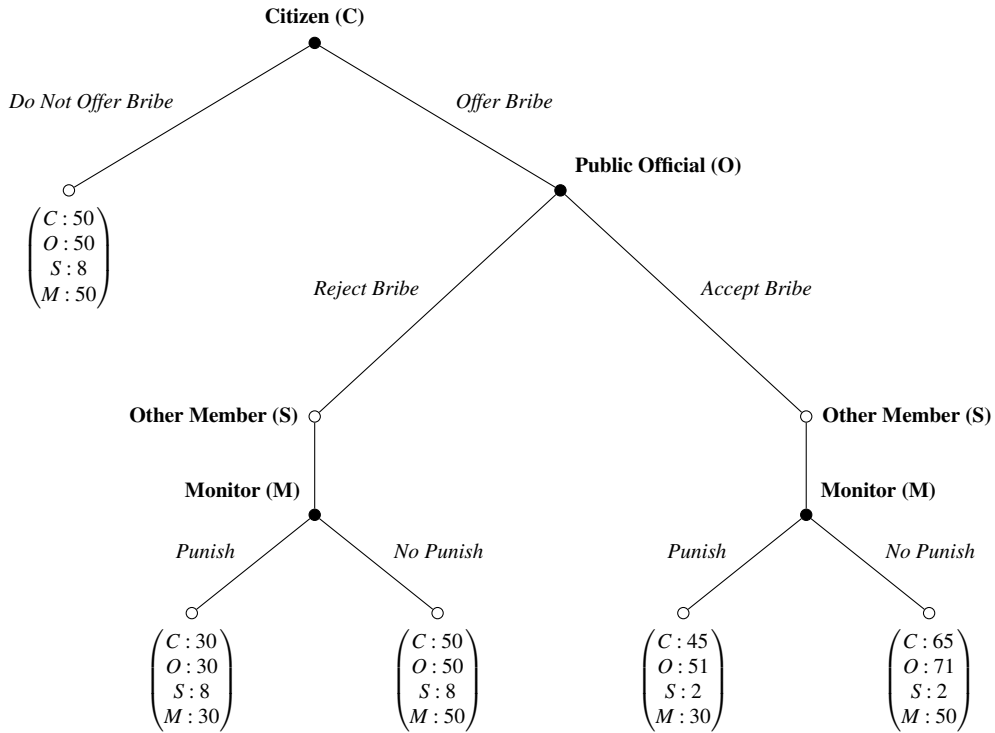 Citizen (C)
Do Not Offer Bribe
Offer Bribe
Public Official (O)
C : 50
O : 50
S : 8
M : 50
Reject Bribe
Accept Bribe
Other Member (S)
Other Member (S)
Monitor (M)
Monitor (M)
Punish
No Punish
Punish
No Punish
C : 30
O : 30
S : 8
M : 30
C : 50
O : 50
S : 8
M : 50
C : 45
O : 51
S : 2
M : 30
C : 65
O : 71
S : 2
M : 50